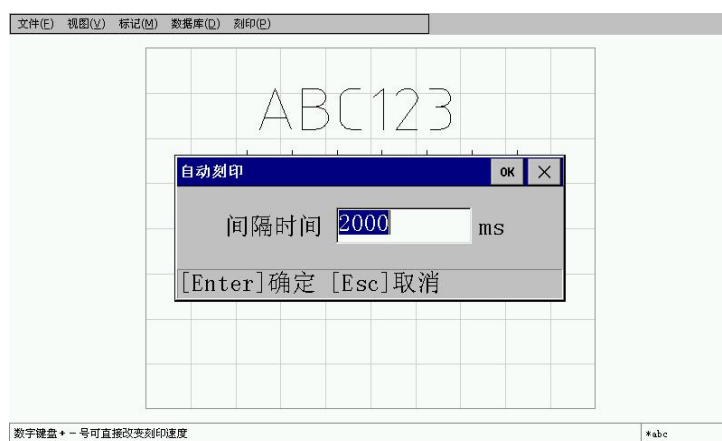 文件(F) 视图(V) 标记(M) 数据库(D) 刻印(P)
ABC123
自动刻印 OK
间隔时间 2000 ms
[Enter]确定 [Esc]取消
数字键盘+－号可直接改变刻印速度 *abc